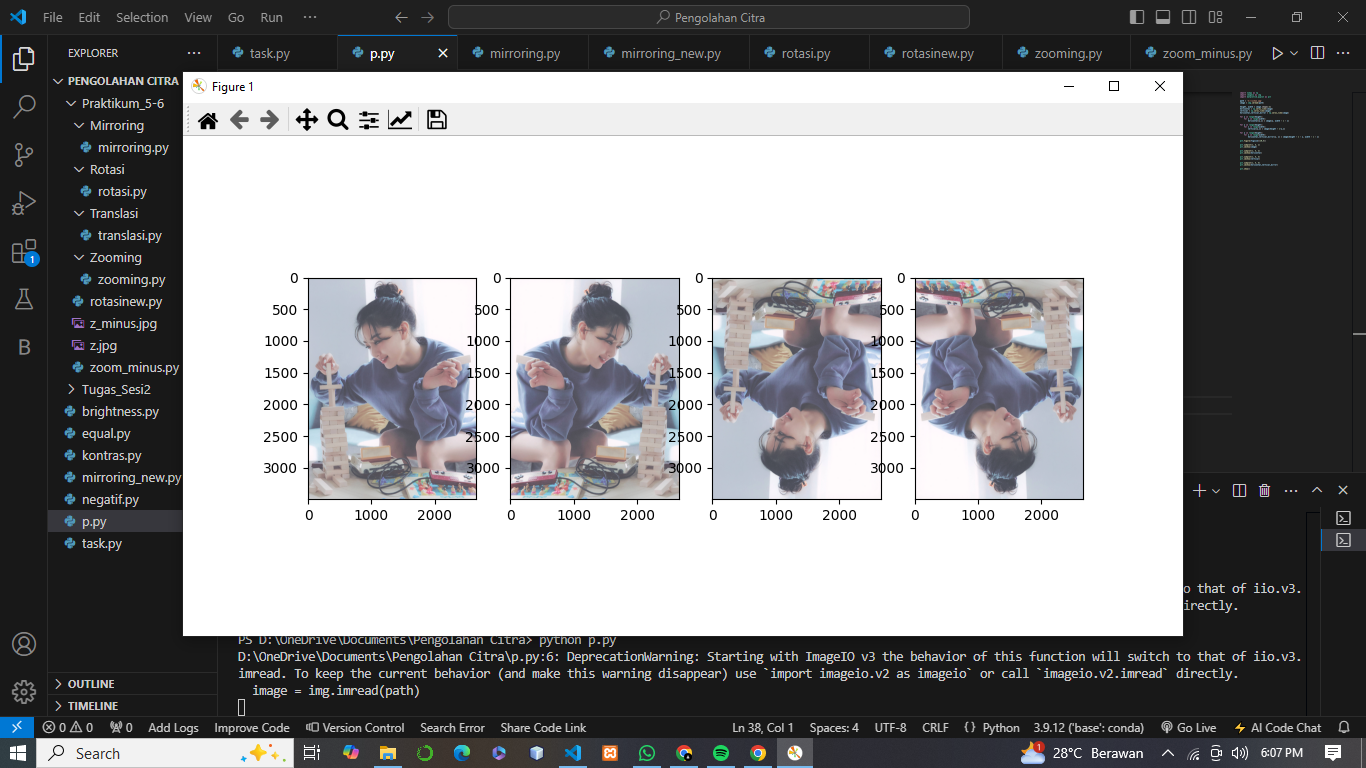 File Edit Selection View Go Run ··· Pengolahan Citra
EXPLORER ···
task.py p.py mirroring.py mirroring_new.py rotasi.py rotasinew.py zooming.py zoom_minus.py
PENGOLAHAN CITRA
Praktikum_5-6
Mirroring
mirroring.py
Rotasi
rotasi.py
Translasi
translasi.py
Zooming
zooming.py
rotasinew.py
z_minus.jpg
z.jpg
zoom_minus.py
Tugas_Sesi2
brightness.py
equal.py
kontras.py
mirroring_new.py
negatif.py
p.py
task.py
OUTLINE
TIMELINE
1
B
Figure 1
0 0 0 0
500 500 500 500
1000 1000 1000 1000
1500 1500 1500 1500
2000 2000 2000 2000
2500 2500 2500 2500
3000 3000 3000 3000
0 1000 2000 0 1000 2000 0 1000 2000 0 1000 2000
o that of iio.v3.
irectly.
PS D:\OneDrive\Documents\Pengolahan Citra> python p.py
D:\OneDrive\Documents\Pengolahan Citra\p.py:6: DeprecationWarning: Starting with ImageIO v3 the behavior of this function will switch to that of iio.v3.
imread. To keep the current behavior (and make this warning disappear) use `import imageio.v2 as imageio` or call `imageio.v2.imread` directly.
image = img.imread(path)
0 0 0 Add Logs Improve Code Version Control Search Error Share Code Link Ln 38, Col 1 Spaces: 4 UTF-8 CRLF {} Python 3.9.12 ('base': conda) Go Live AI Code Chat
Search 1 28°C Berawan 6:07 PM